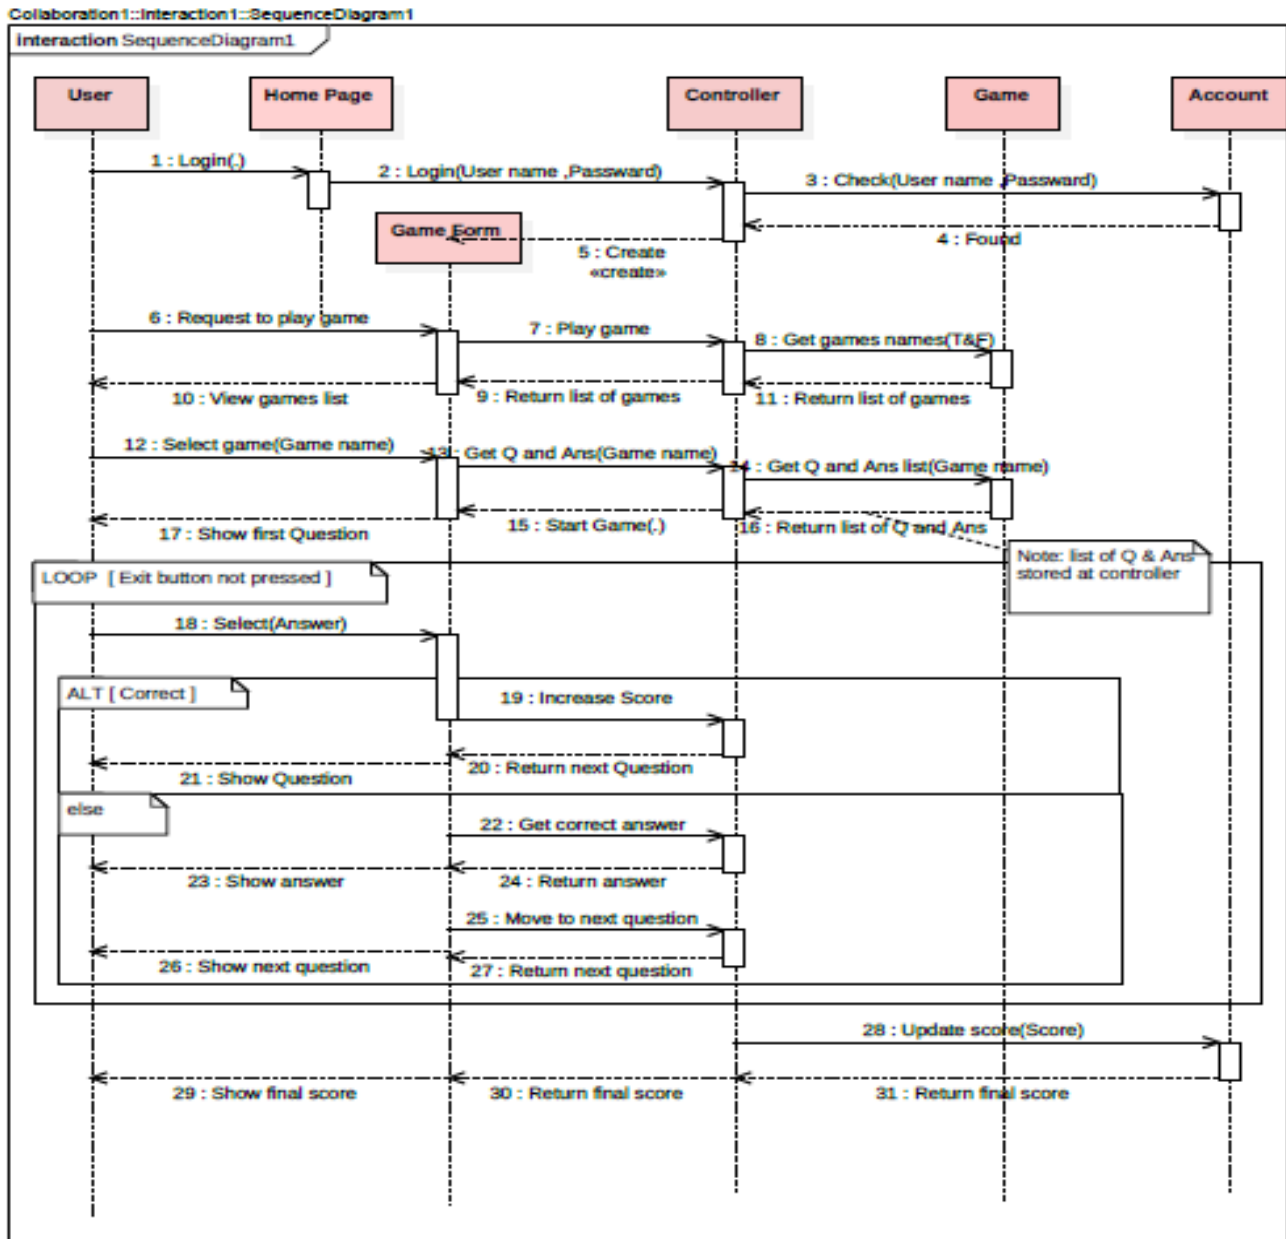 Collaboration1::Interaction1::SequenceDiagram1
interaction SequenceDiagram1
User
Home Page
Controller
Game
Account
1 : Login(.)
2 : Login(User name ,Passward)
3 : Check(User name ,Passward)
Game Form
4 : Found
5 : Create
«create»
6 : Request to play game
7 : Play game
8 : Get games names(T&F)
10 : View games list
9 : Return list of games
11 : Return list of games
12 : Select game(Game name)
13 : Get Q and Ans(Game name)
14 : Get Q and Ans list(Game name)
17 : Show first Question
15 : Start Game(.)
16 : Return list of Q and Ans
Note: list of Q & Ans
stored at controller
LOOP [ Exit button not pressed ]
18 : Select(Answer)
ALT [ Correct ]
19 : Increase Score
21 : Show Question
20 : Return next Question
else
22 : Get correct answer
23 : Show answer
24 : Return answer
25 : Move to next question
26 : Show next question
27 : Return next question
28 : Update score(Score)
29 : Show final score
30 : Return final score
31 : Return final score